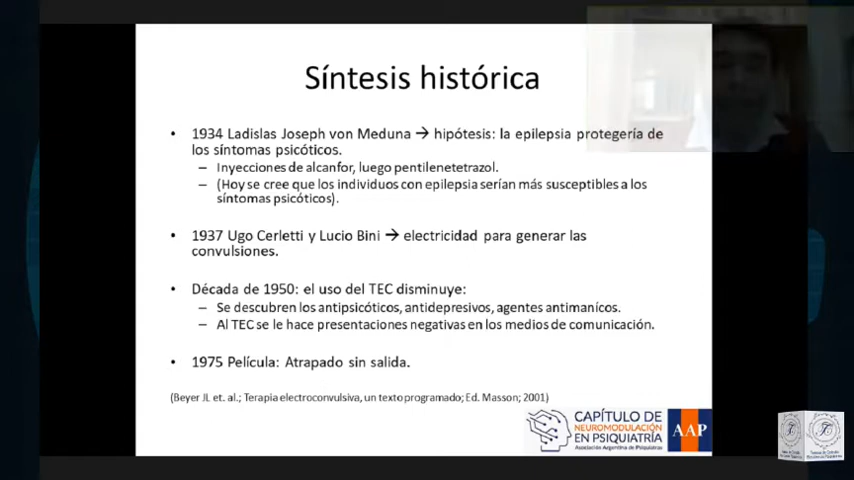 Síntesis histórica
• 1934 Ladislas Joseph von Meduna → hipótesis: la epilepsia protegería de
los síntomas psicóticos.
– Inyecciones de alcanfor, luego pentilenetetrazol.
– (Hoy se cree que los individuos con epilepsia serían más susceptibles a los
síntomas psicóticos).
• 1937 Ugo Cerletti y Lucio Bini → electricidad para generar las
convulsiones.
• Década de 1950: el uso del TEC disminuye:
– Se descubren los antipsicóticos, antidepresivos, agentes antimanícos.
– Al TEC se le hace presentaciones negativas en los medios de comunicación.
• 1975 Película: Atrapado sin salida.
(Beyer JL et. al.; Terapia electroconvulsiva, un texto programado; Ed. Masson; 2001)
CAPÍTULO DE
NEUROMODULACIÓN
EN PSIQUIATRÍA
Asociación Argentina de Psiquiatras
AAP